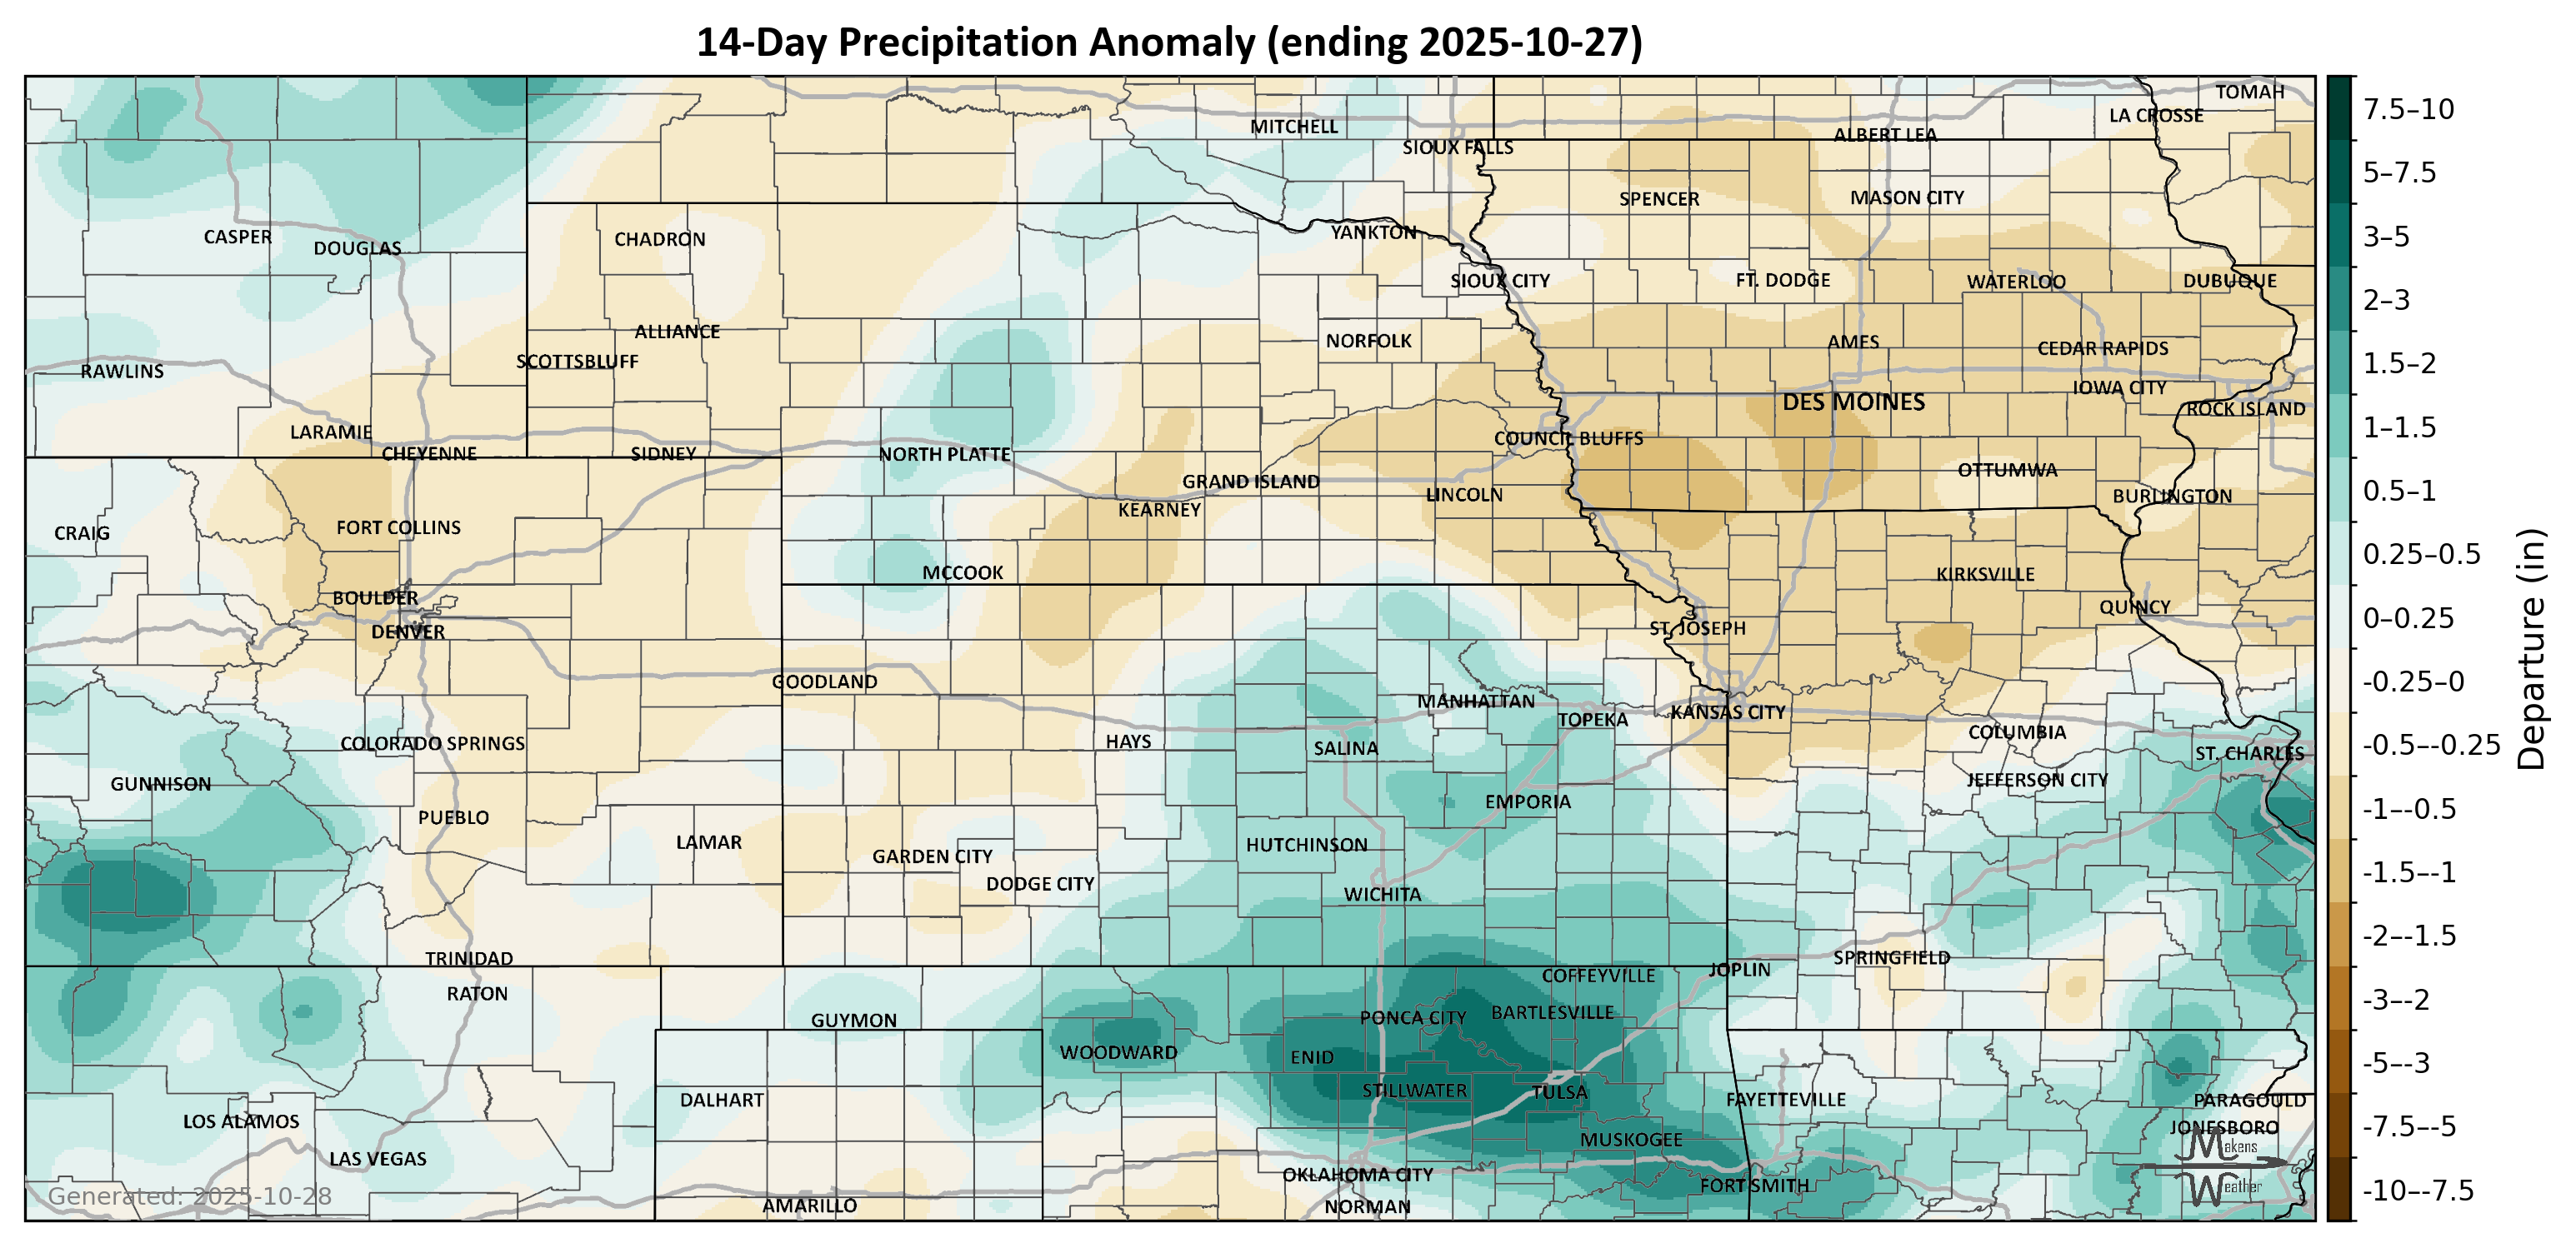 14-Day Precipitation Anomaly (ending 2025-10-27)
TOMAH
LA CROSSE
MITCHELL
ALBERT LEA
SIOUX FALLS
SPENCER
MASON CITY
CASPER
DOUGLAS
CHADRON
YANKTON
SIOUX CITY
FT. DODGE
WATERLOO
DUBUQUE
ALLIANCE
NORFOLK
AMES
CEDAR RAPIDS
SCOTTSBLUFF
RAWLINS
IOWA CITY
DES MOINES
ROCK ISLAND
LARAMIE
COUNCIL BLUFFS
CHEYENNE
SIDNEY
NORTH PLATTE
OTTUMWA
GRAND ISLAND
LINCOLN
BURLINGTON
KEARNEY
CRAIG
FORT COLLINS
MCCOOK
KIRKSVILLE
BOULDER
QUINCY
DENVER
ST. JOSEPH
GOODLAND
MANHATTAN
TOPEKA
KANSAS CITY
COLORADO SPRINGS
HAYS
SALINA
COLUMBIA
ST. CHARLES
GUNNISON
JEFFERSON CITY
EMPORIA
PUEBLO
LAMAR
GARDEN CITY
HUTCHINSON
DODGE CITY
WICHITA
TRINIDAD
SPRINGFIELD
JOPLIN
COFFEYVILLE
RATON
GUYMON
PONCA CITY
BARTLESVILLE
WOODWARD
ENID
STILLWATER
TULSA
DALHART
FAYETTEVILLE
PARAGOULD
LOS ALAMOS
JONESBORO
MUSKOGEE
LAS VEGAS
OKLAHOMA CITY
FORT SMITH
AMARILLO
NORMAN
Makens
Weather
Generated: 2025-10-28
7.5–10
5–7.5
3–5
2–3
1.5–2
1–1.5
0.5–1
0.25–0.5
0–0.25
-0.25–0
-0.5–-0.25
-1–-0.5
-1.5–-1
-2–-1.5
-3–-2
-5–-3
-7.5–-5
-10–-7.5
Departure (in)